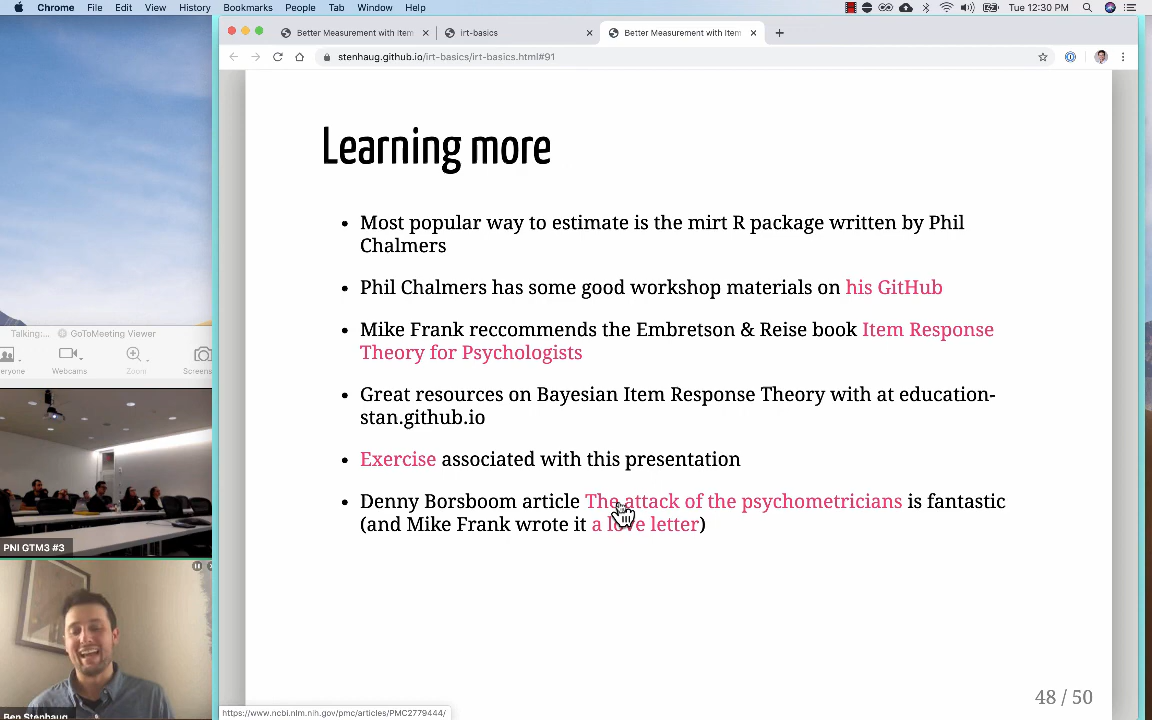 Chrome File Edit View History Bookmarks People Tab Window Help Tue 12:30 PM
Better Measurement with Item
irt-basics
Better Measurement with Item
stenhaug.github.io/irt-basics/irt-basics.html#91
Learning more
Most popular way to estimate is the mirt R package written by Phil
Chalmers
Phil Chalmers has some good workshop materials on his GitHub
Mike Frank reccommends the Embretson & Reise book Item Response
Theory for Psychologists
Great resources on Bayesian Item Response Theory with at education-
stan.github.io
Exercise associated with this presentation
Denny Borsboom article The attack of the psychometricians is fantastic
(and Mike Frank wrote it a love letter)
48 / 50
https://www.ncbi.nlm.nih.gov/pmc/articles/PMC2779444/
Talking:... GoToMeeting Viewer
eryone Webcams Zoom Screens
PNI GTM3 #3
Ben Stenhaug